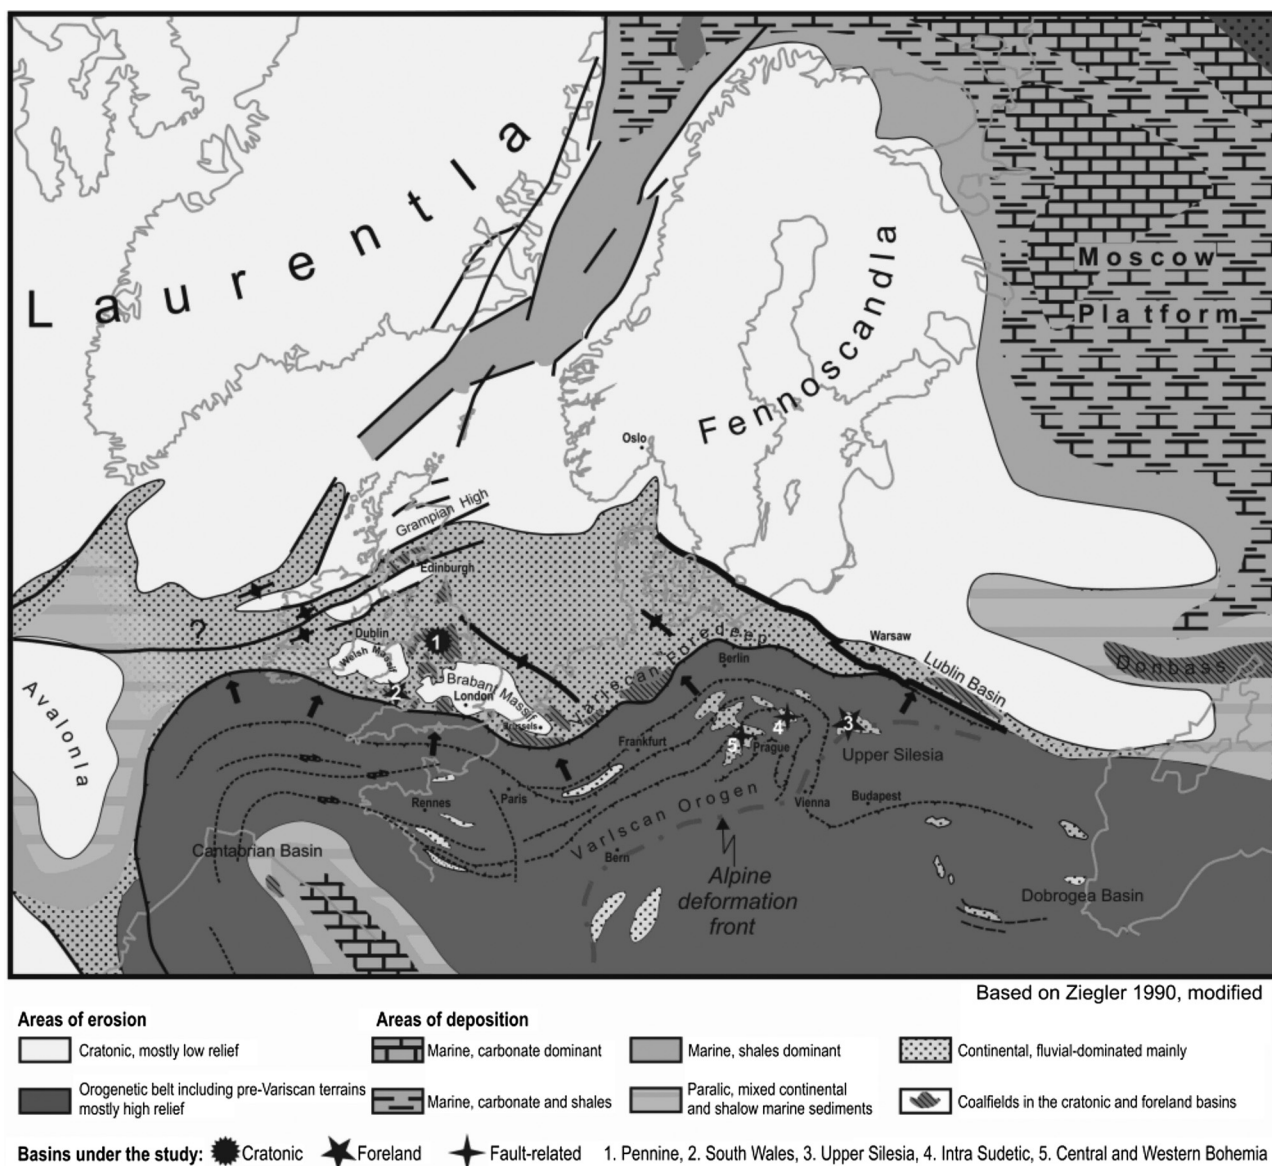 Laurentla
Fennoscandla
Moscow
Platform
Oslo
Grampian High
Edinburgh
?
Dublin
1
Welsh Massif
2
Brabant Massif
London
Brussels
Variscan Foredeep
Berlin
Warsaw
Lublin Basin
Donbass
Avalonla
Frankfurt
5
4
Prague
3
Upper Silesia
Rennes
Paris
Vienna
Budapest
Varlscan Orogen
Bern
Cantabrian Basin
Alpine
deformation
front
Dobrogea Basin
Based on Ziegler 1990, modified
Areas of erosion
Areas of deposition
Cratonic, mostly low relief
Marine, carbonate dominant
Marine, shales dominant
Continental, fluvial-dominated mainly
Orogenetic belt including pre-Variscan terrains
mostly high relief
Marine, carbonate and shales
Paralic, mixed continental
and shalow marine sediments
Coalfields in the cratonic and foreland basins
Basins under the study: Cratonic Foreland Fault-related 1. Pennine, 2. South Wales, 3. Upper Silesia, 4. Intra Sudetic, 5. Central and Western Bohemia